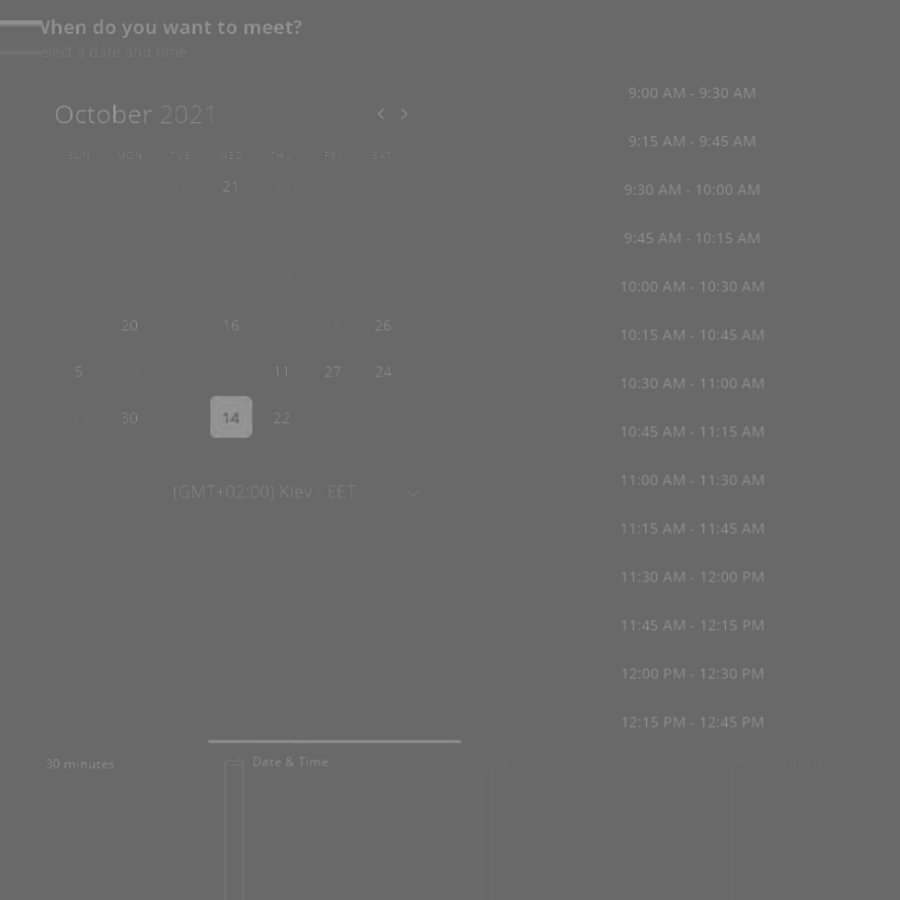 When do you want to meet?
elect a date and time
October 2021
SUN MON TUE WED THU FRI SAT
21
20 16 26
5 11 27 24
30 14 22
(GMT+02:00) Kiev - EET
9:00 AM - 9:30 AM
9:15 AM - 9:45 AM
9:30 AM - 10:00 AM
9:45 AM - 10:15 AM
10:00 AM - 10:30 AM
10:15 AM - 10:45 AM
10:30 AM - 11:00 AM
10:45 AM - 11:15 AM
11:00 AM - 11:30 AM
11:15 AM - 11:45 AM
11:30 AM - 12:00 PM
11:45 AM - 12:15 PM
12:00 PM - 12:30 PM
12:15 PM - 12:45 PM
30 minutes
Date & Time